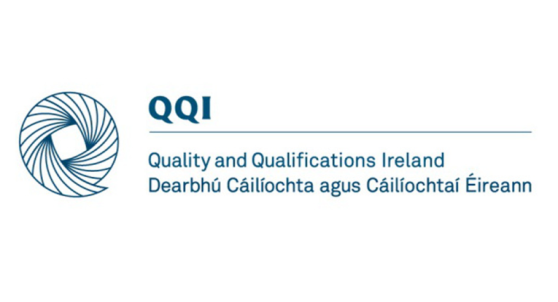 QQI
Quality and Qualifications Ireland
Dearbhú Cáilíochta agus Cáilíochtaí Éireann